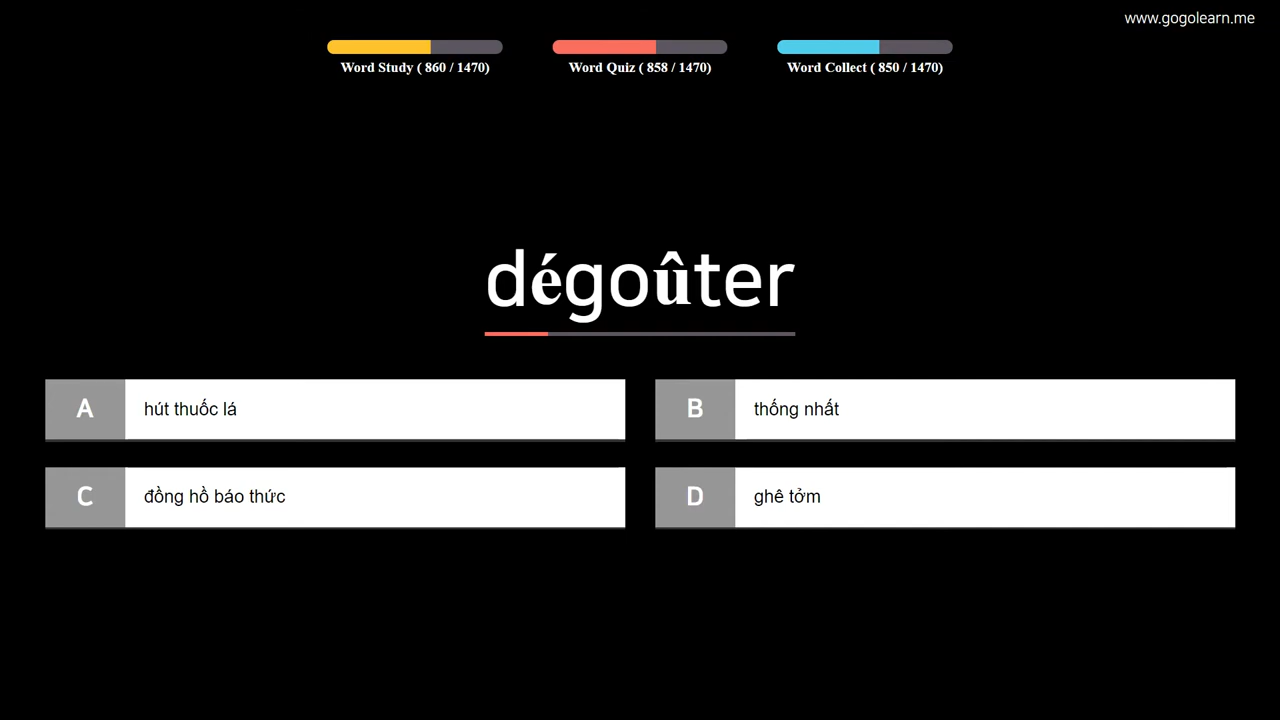 www.gogolearn.me
Word Study ( 860 / 1470)
Word Quiz ( 858 / 1470)
Word Collect ( 850 / 1470)
dégoûter
A hút thuốc lá
B thống nhất
C đồng hồ báo thức
D ghê tởm